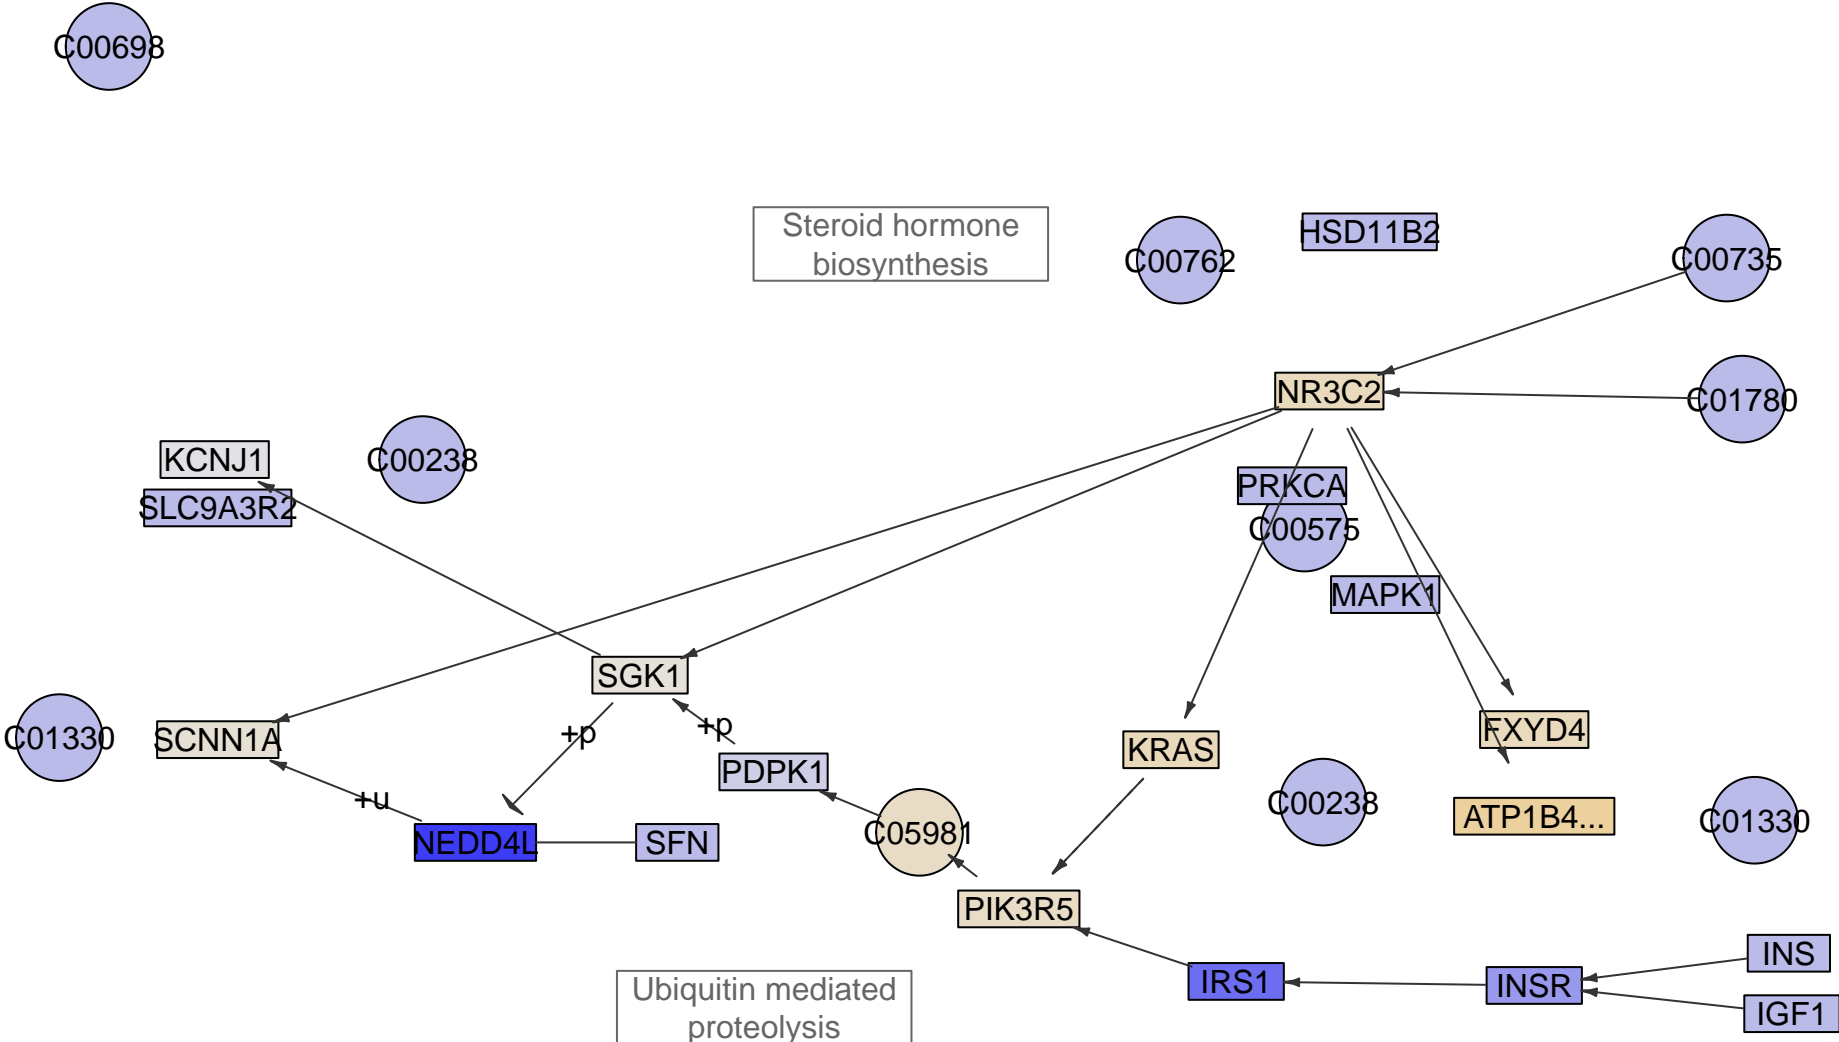 C00698
Steroid hormone
biosynthesis
C00762
HSD11B2
C00735
NR3C2
C01780
KCNJ1
C00238
PRKCA
SLC9A3R2
C00575
MAPK1
SGK1
+p
+p
C01330
SCNN1A
FXYD4
KRAS
PDPK1
+u
C00238
ATP1B4...
C01330
C05981
NEDD4L
SFN
PIK3R5
INS
IRS1
INSR
Ubiquitin mediated
proteolysis
IGF1